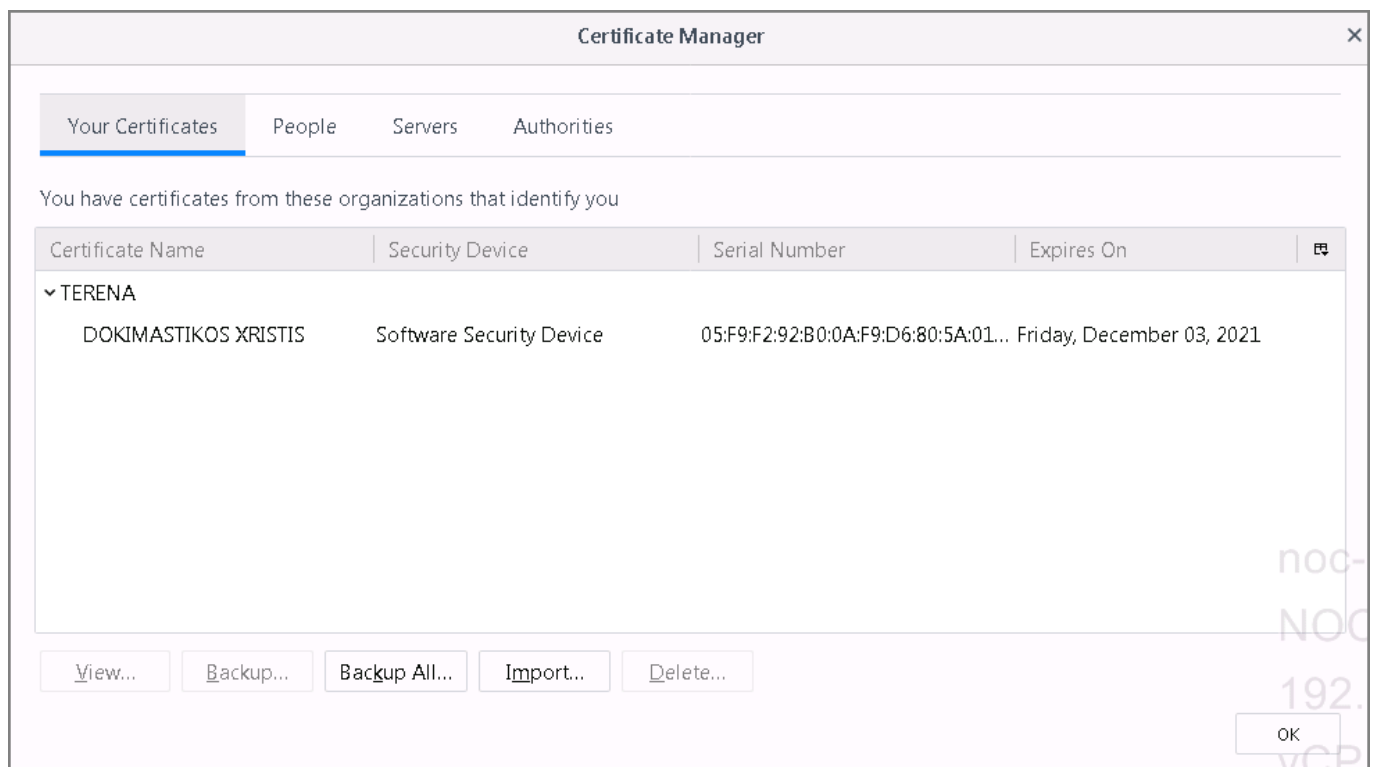 Certificate Manager
Your Certificates People Servers Authorities
You have certificates from these organizations that identify you
Certificate Name Security Device Serial Number Expires On
TERENA
DOKIMASTIKOS XRISTIS Software Security Device 05:F9:F2:92:B0:0A:F9:D6:80:5A:01... Friday, December 03, 2021
noc-
NOC
View... Backup... Backup All... Import... Delete...
192.
OK
vCP